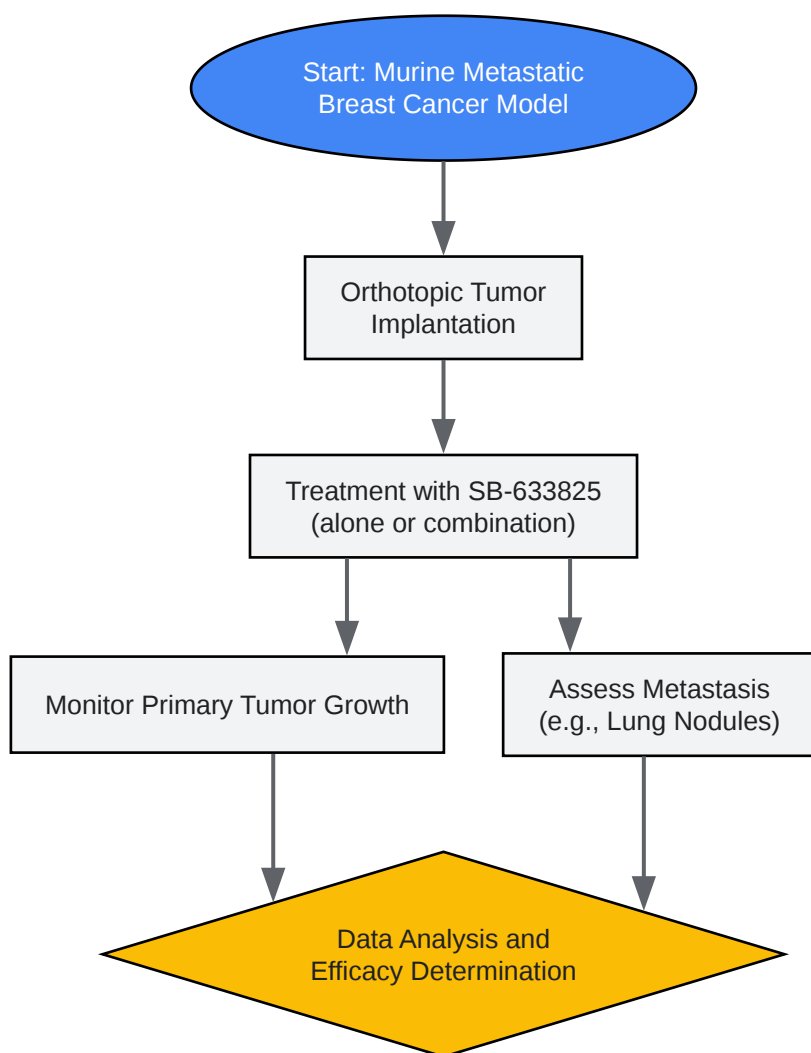 Start: Murine Metastatic
Breast Cancer Model
Orthotopic Tumor
Implantation
Treatment with SB-633825
(alone or combination)
Monitor Primary Tumor Growth
Assess Metastasis
(e.g., Lung Nodules)
Data Analysis and
Efficacy Determination